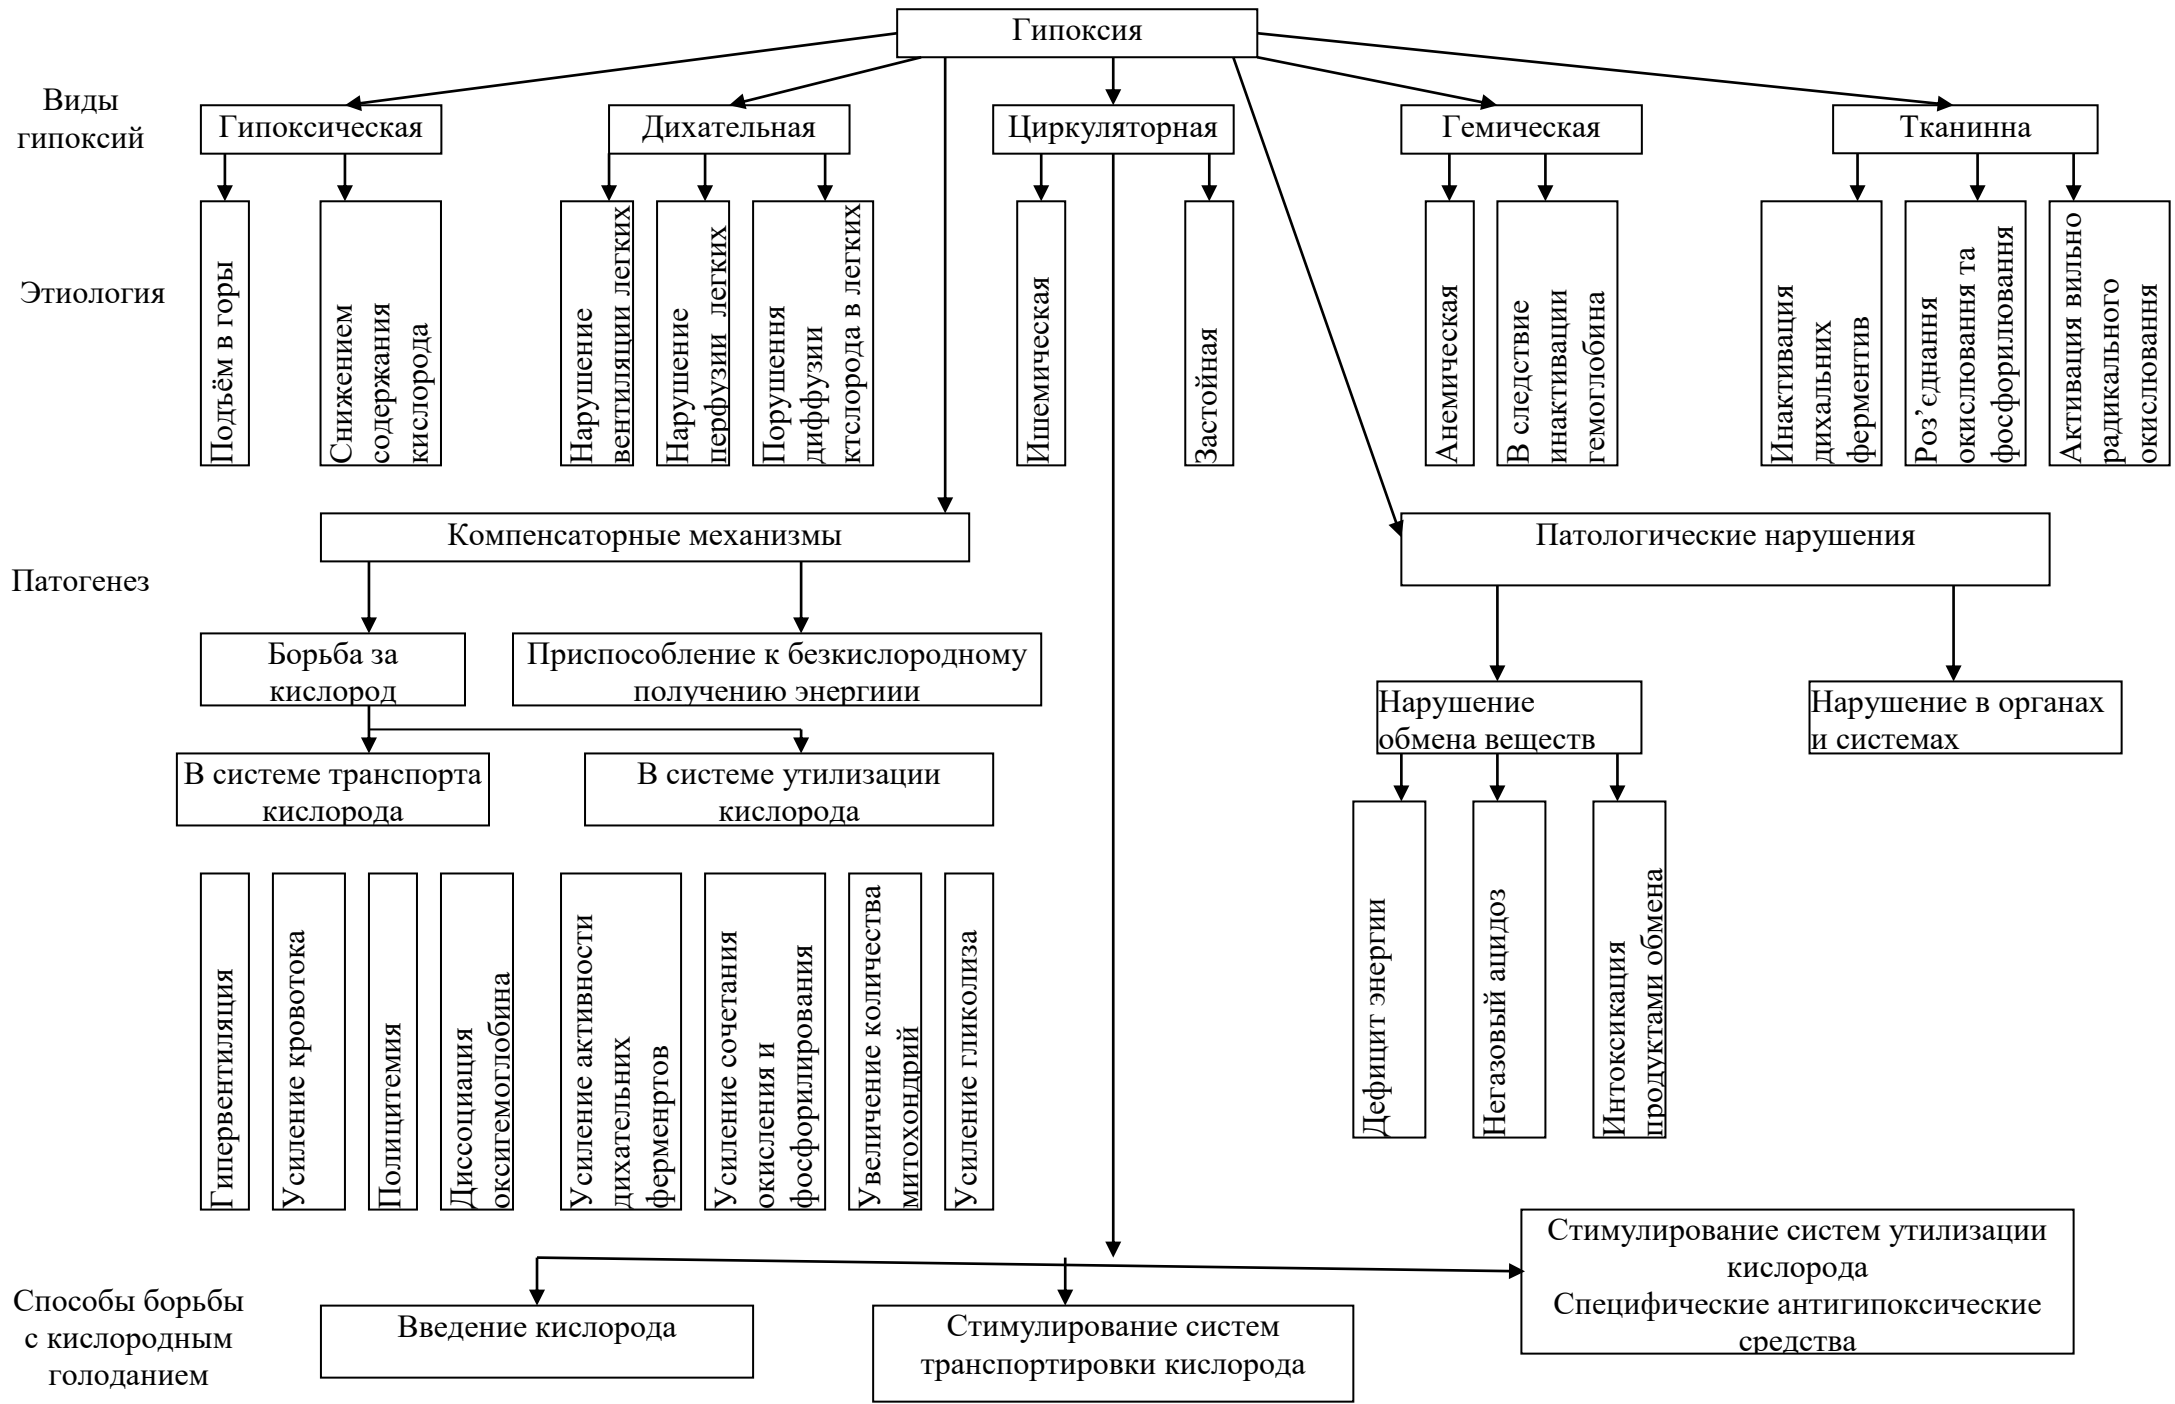 Гипоксия
Виды
гипоксий
Гипоксическая
Дихательная
Циркуляторная
Гемическая
Тканинна
Этиология
Подъём в горы
Снижением
содержания
кислорода
Нарушение
вентиляции легких
Нарушение
перфузии легких
Порушення
диффузии
ктслорода в легких
Ишемическая
Застойная
Анемическая
В следствие
инактивации
гемоглобина
Инактивация
дихальних
ферментив
Роз’єднання
окислювання та
фосфорилювання
Активация вильно
радикального
окислювання
Патогенез
Компенсаторные механизмы
Патологические нарушения
Борьба за
кислород
Приспособление к безкислородному
получению энергиии
Нарушение
обмена веществ
Нарушение в органах
и системах
В системе транспорта
кислорода
В системе утилизации
кислорода
Гипервентиляция
Усиление кровотока
Полицитемия
Диссоциация
оксигемоглобина
Усиление активности
дихательних
ферменртов
Усиление сочетания
окисления и
фосфорилирования
Увеличение количества
митохондрий
Усиление гликолиза
Дефицит энергии
Негазовый ацидоз
Интоксикация
продуктами обмена
Способы борьбы
с кислородным
голоданием
Введение кислорода
Стимулирование систем
транспортировки кислорода
Стимулирование систем утилизации
кислорода
Специфические антигипоксические
средства